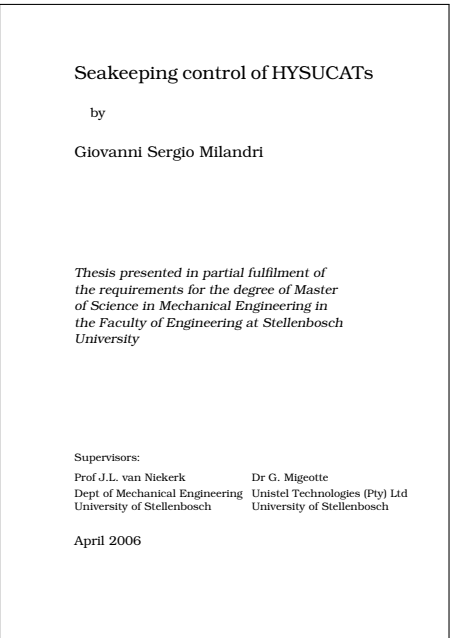 Seakeeping control of HYSUCATs
by
Giovanni Sergio Milandri
Thesis presented in partial fulfilment of
the requirements for the degree of Master
of Science in Mechanical Engineering in
the Faculty of Engineering at Stellenbosch
University
Supervisors:
Prof J.L. van Niekerk Dr G. Migeotte
Dept of Mechanical Engineering Unistel Technologies (Pty) Ltd
University of Stellenbosch University of Stellenbosch
April 2006